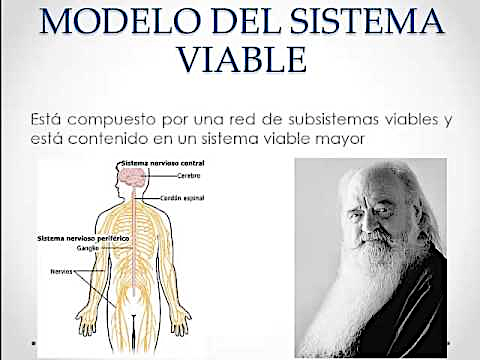 MODELO DEL SISTEMA
VIABLE
Está compuesto por una red de subsistemas viables y
está contenido en un sistema viable mayor
Sistema nervioso central
Cerebro
Cordón espinal
Sistema nervioso periférico
Ganglio
Nervios